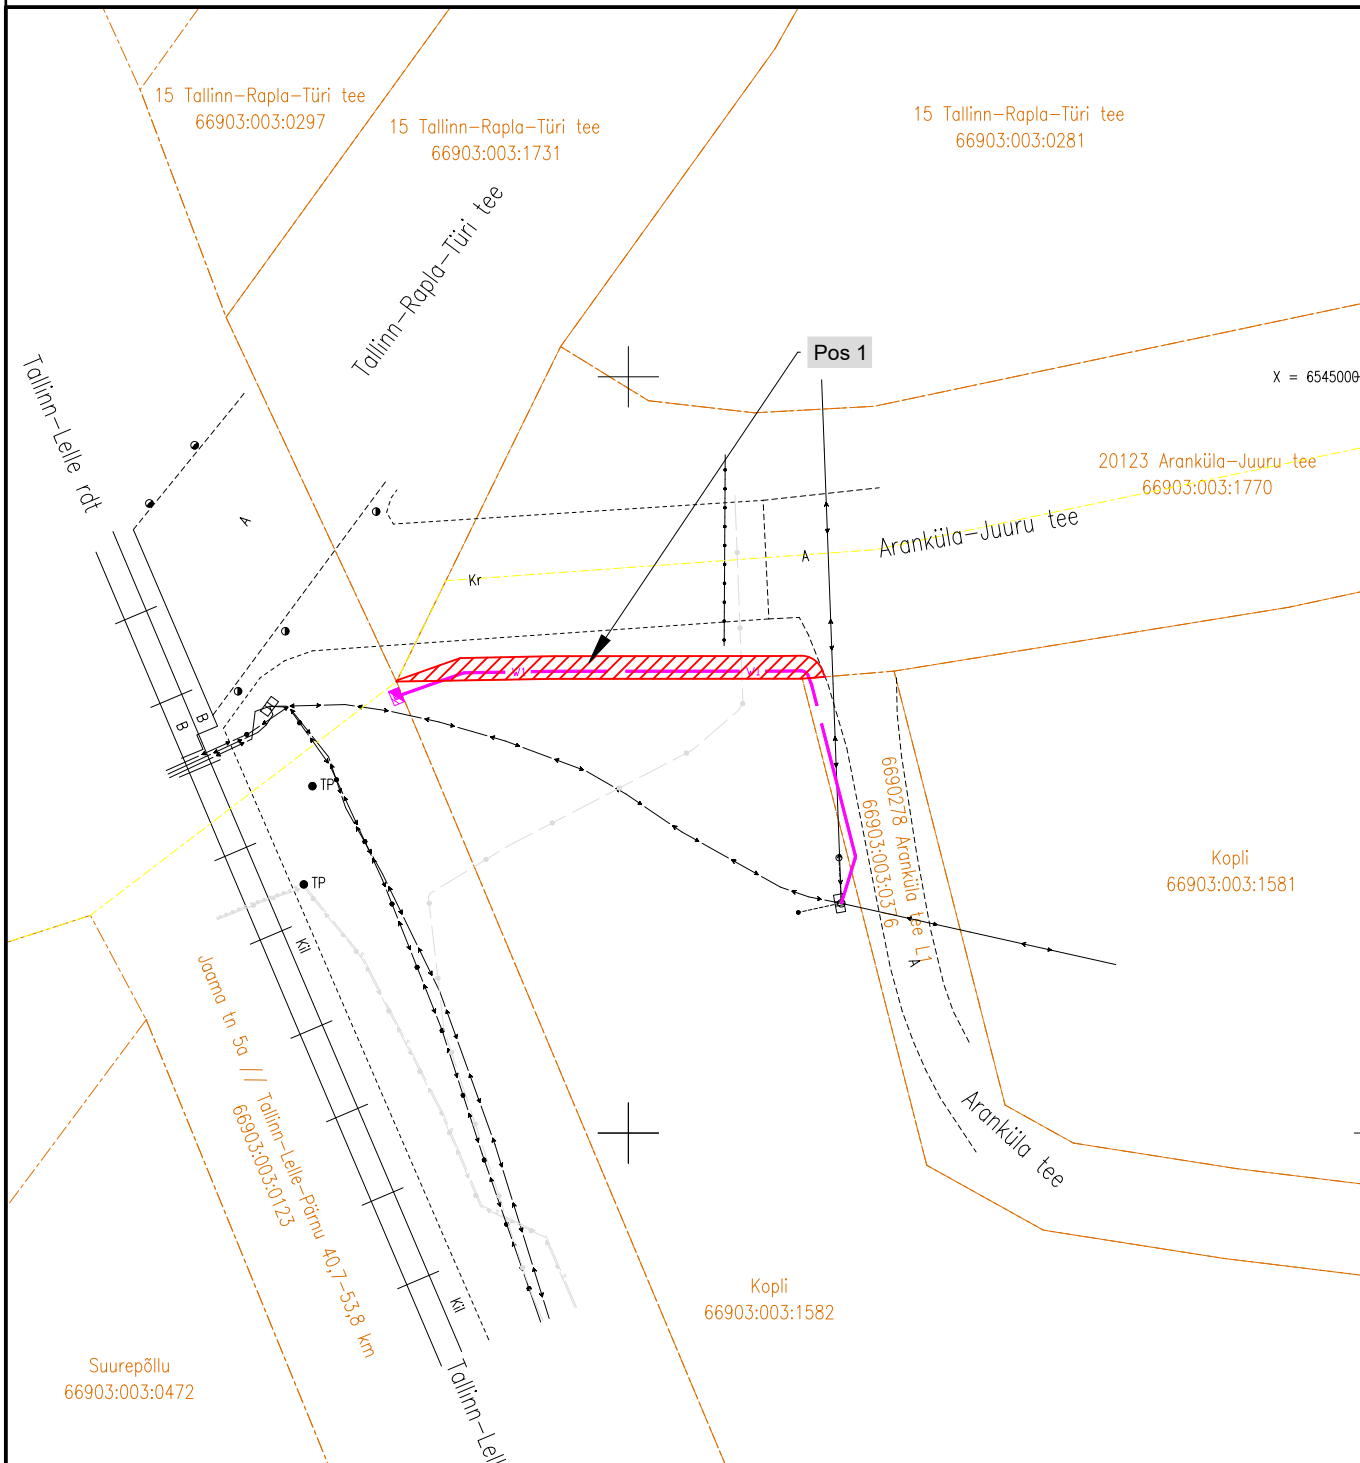 15 Tallinn-Rapla-Türi tee
66903:003:0297
15 Tallinn-Rapla-Türi tee
66903:003:1731
15 Tallinn-Rapla-Türi tee
66903:003:0281
Tallinn-Rapla-Türi tee
Pos 1
X = 6545000
Tallinn-Lelle rdt
20123 Aranküla-Juuru tee
66903:003:1770
A
Aranküla-Juuru tee
A
Kr
W1
W1
B
B
TP
TP
6690278 Aranküla tee L1
66903:003:0376
A
Kopli
66903:003:1581
Kil
Jaama tn 5a // Tallinn-Lelle-Pärnu 40,7-53,8 km
66903:003:0123
Aranküla tee
Kil
Kopli
66903:003:1582
Suurepõllu
66903:003:0472
Tallinn-Lell